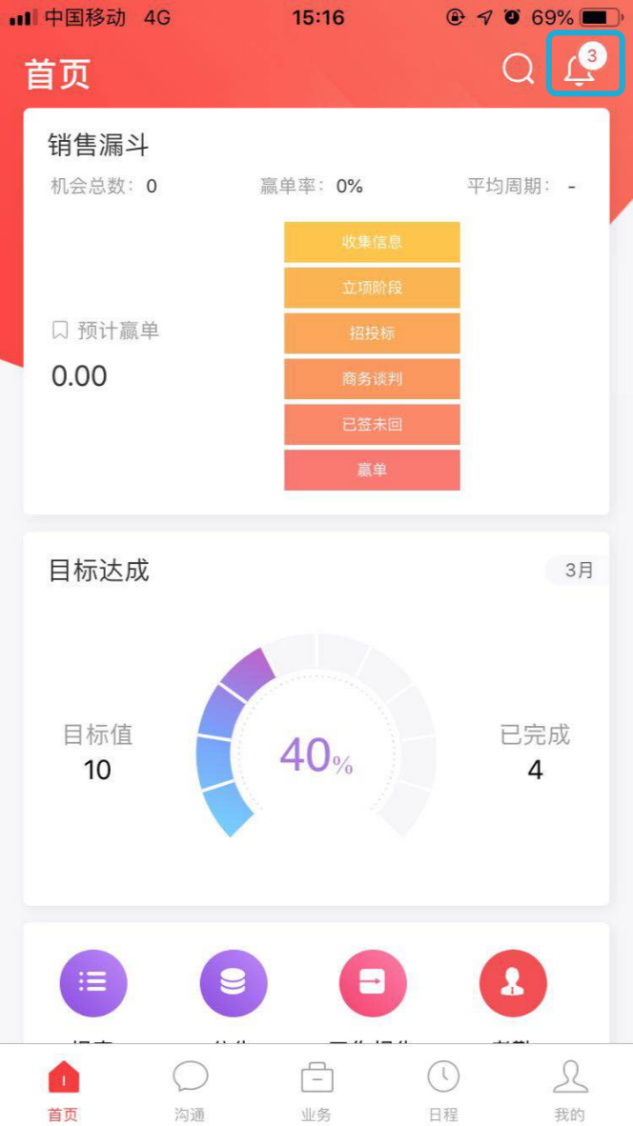 中国移动 4G 15:16 69%
首页 3
销售漏斗
机会总数: 0 赢单率: 0% 平均周期: -
收集信息
立项阶段
预计赢单 招投标
0.00 商务谈判
已签未回
赢单
目标达成 3月
目标值 40% 已完成
10 4
首页 沟通 业务 日程 我的